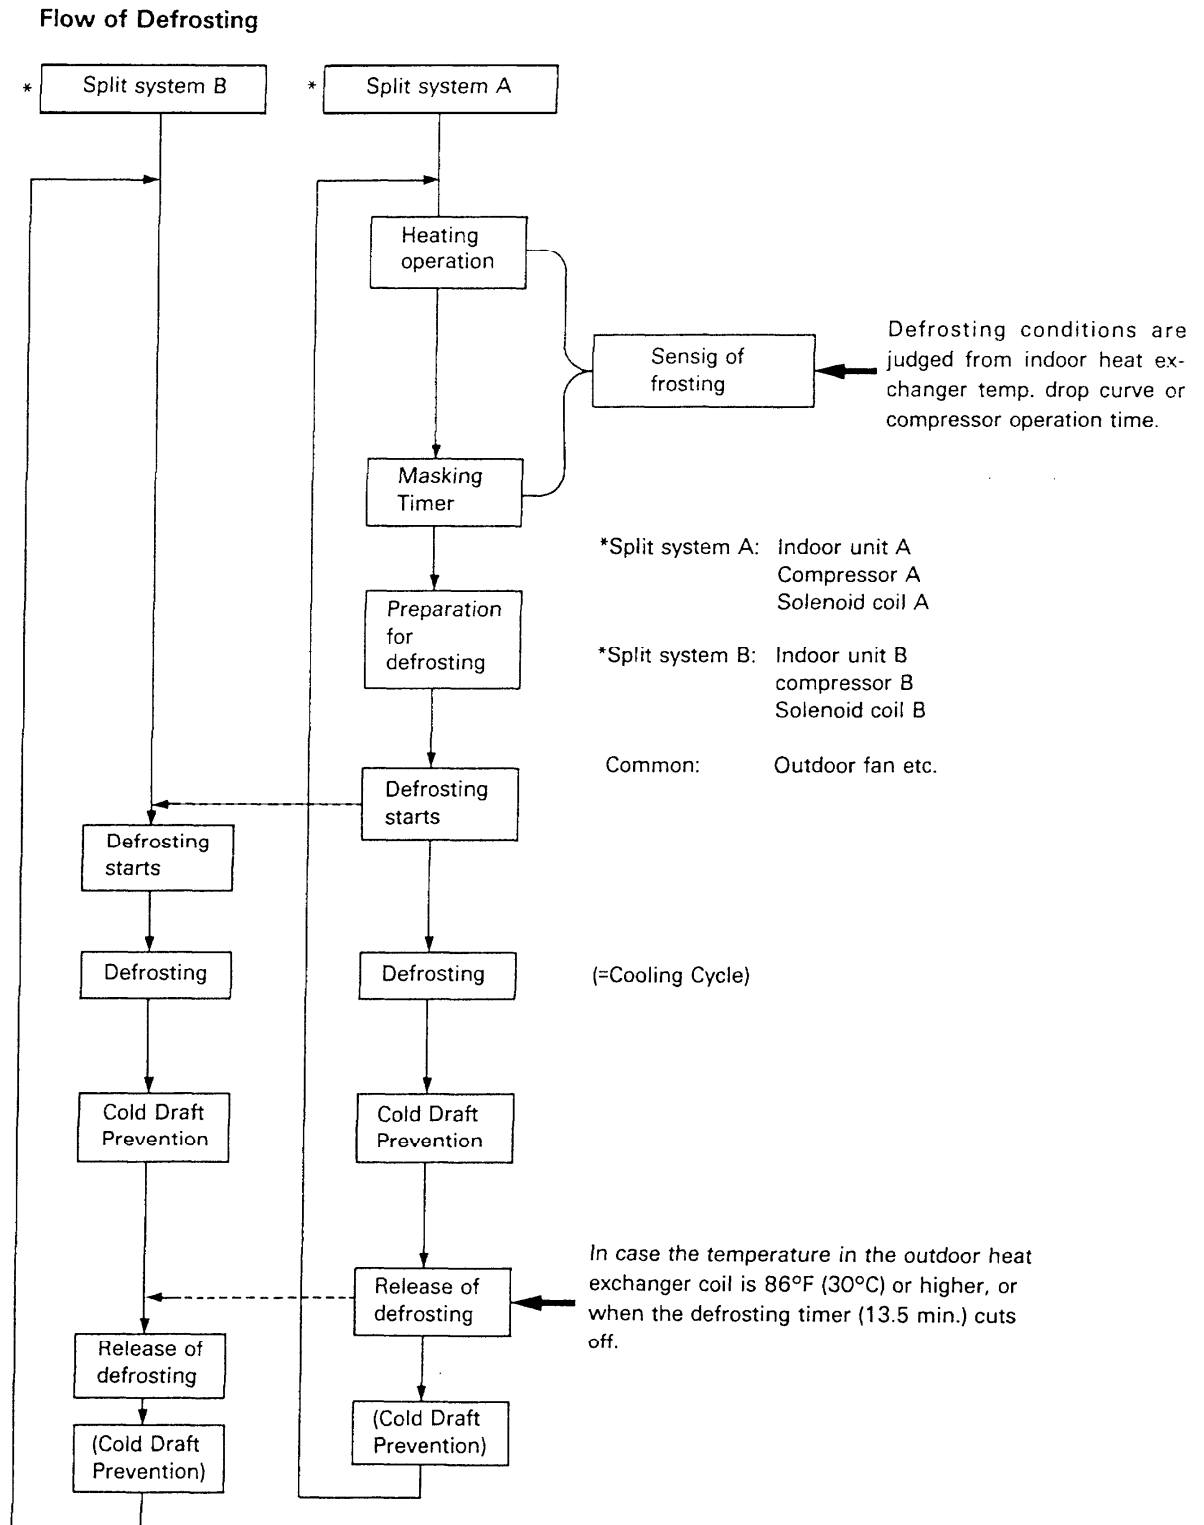 Flow of Defrosting
* Split system B
* Split system A
Heating
operation
Sensig of
frosting
Defrosting conditions are
judged from indoor heat ex-
changer temp. drop curve or
compressor operation time.
Masking
Timer
*Split system A: Indoor unit A
Compressor A
Solenoid coil A
Preparation
for
defrosting
*Split system B: Indoor unit B
compressor B
Solenoid coil B
Common: Outdoor fan etc.
Defrosting
starts
Defrosting
starts
Defrosting
Defrosting
(=Cooling Cycle)
Cold Draft
Prevention
Cold Draft
Prevention
In case the temperature in the outdoor heat
exchanger coil is 86°F (30°C) or higher, or
when the defrosting timer (13.5 min.) cuts
off.
Release of
defrosting
Release of
defrosting
(Cold Draft
Prevention)
(Cold Draft
Prevention)